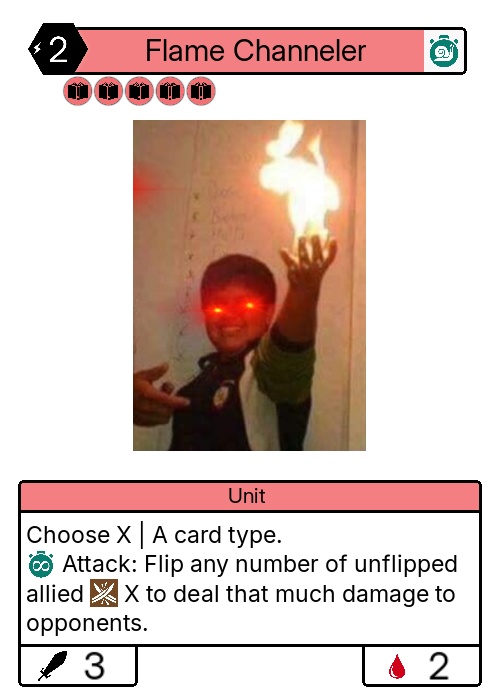 2 Flame Channeler
Unit
Choose X | A card type.
Attack: Flip any number of unflipped
allied X to deal that much damage to
opponents.
3 2